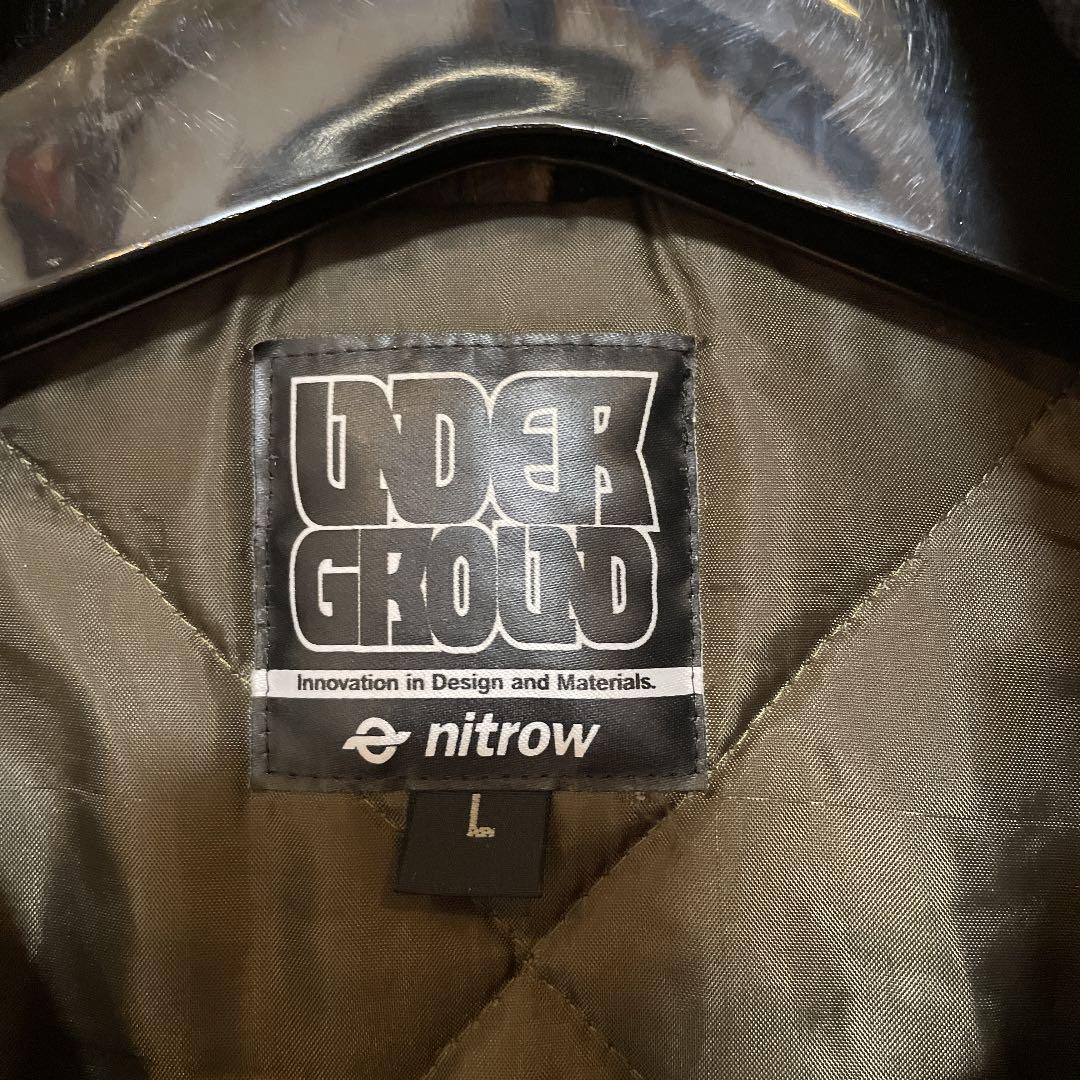 UNDER
GROUND
Innovation in Design and Materials.
nitrow
L